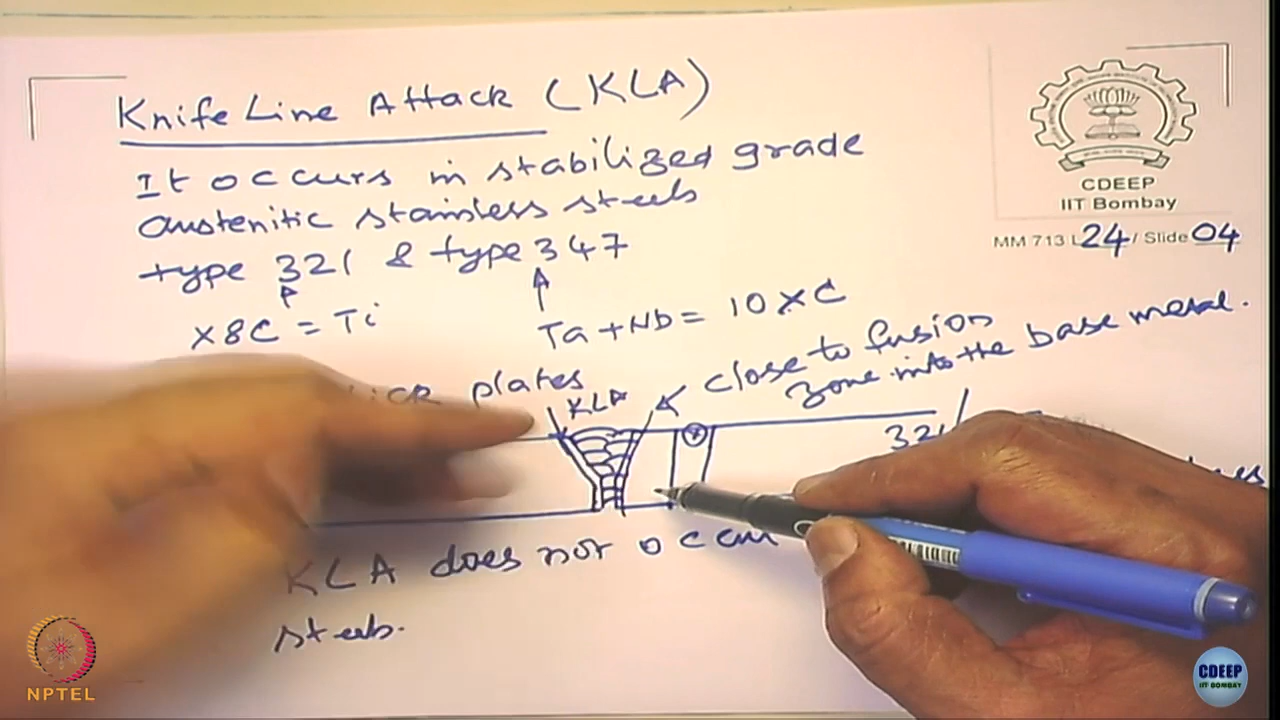 Knife Line Attack (KLA)
It occurs in stabilized grade
austenitic stainless steels
type 321 & type 347
x8C = Ti
Ta + Nb = 10 x C
close to fusion
zone into the base metal.
plates
KLA
321
KLA does not occur
steels.
CDEEP
IIT Bombay
MM 713 L24 / Slide 04
NPTEL
CDEEP
IIT BOMBAY